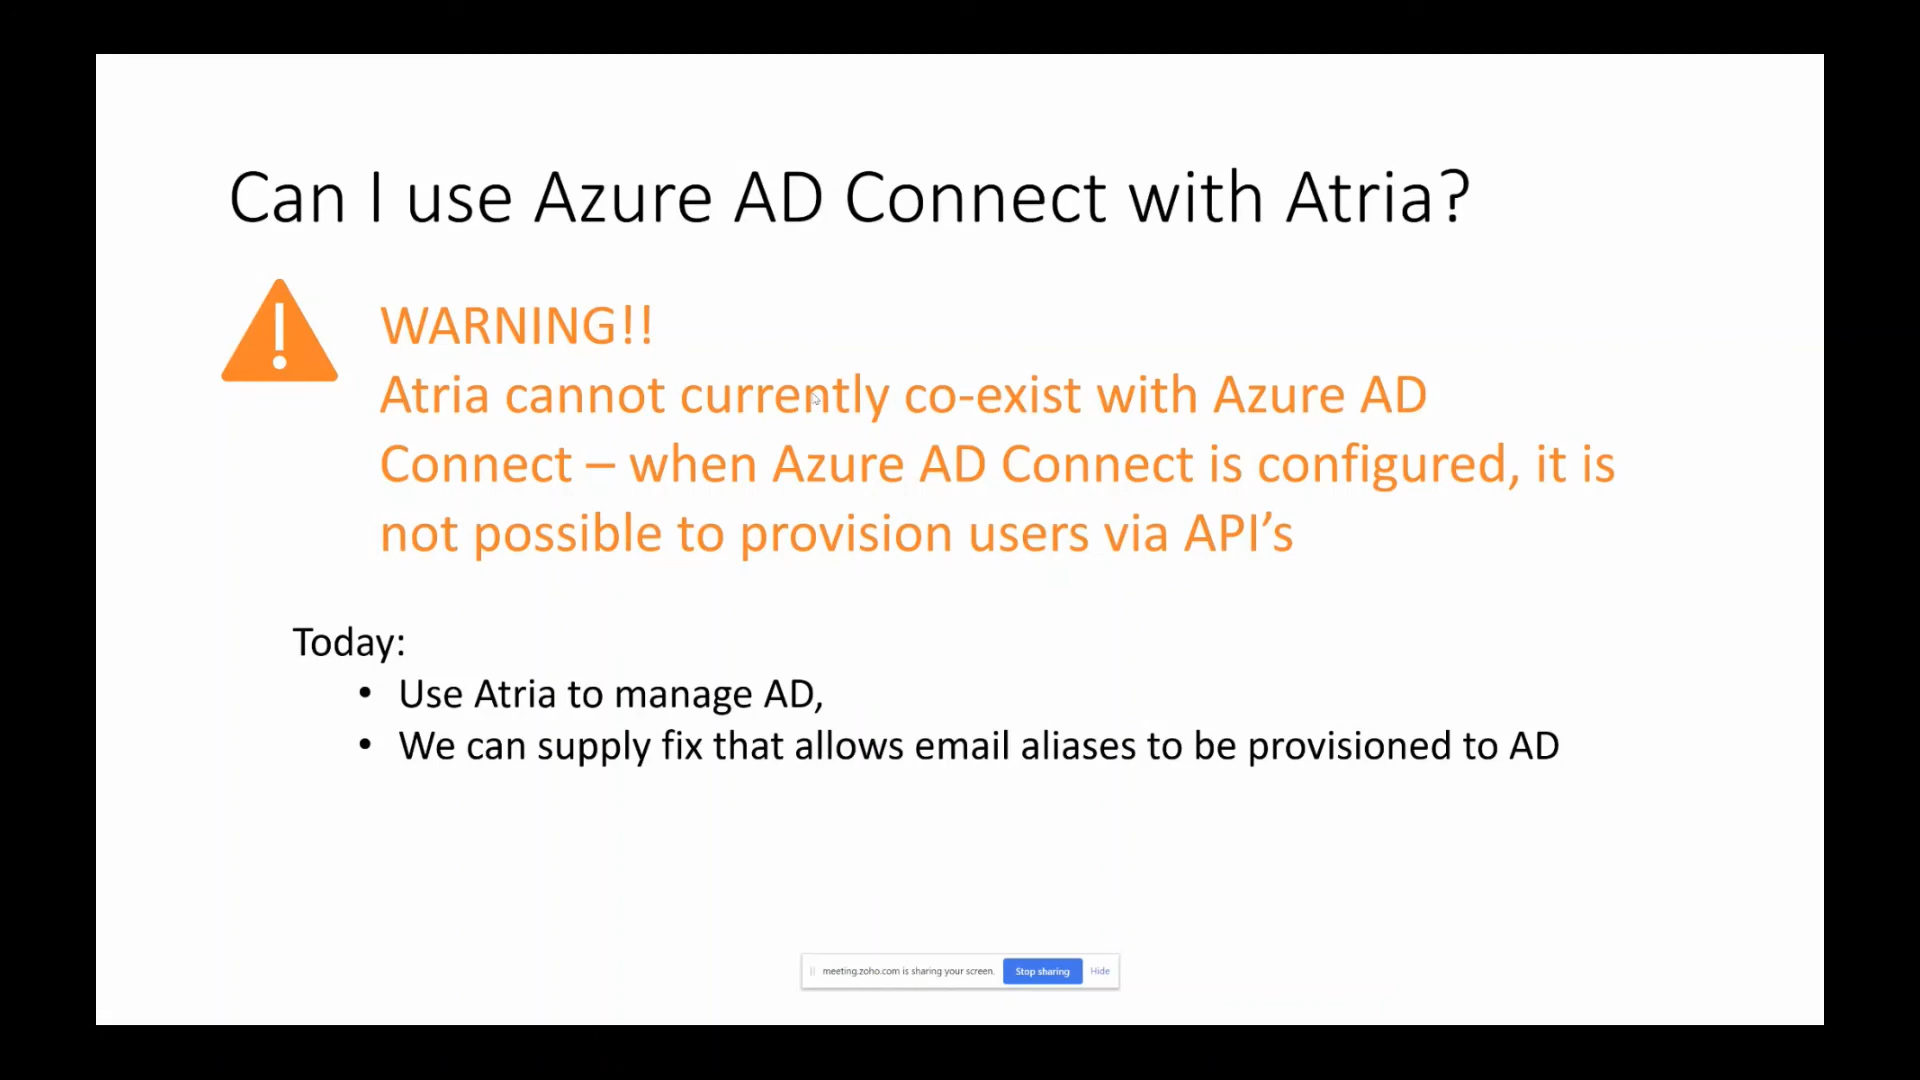 Can I use Azure AD Connect with Atria?
WARNING!!
Atria cannot currently co-exist with Azure AD
Connect – when Azure AD Connect is configured, it is
not possible to provision users via API’s
Today:
• Use Atria to manage AD,
• We can supply fix that allows email aliases to be provisioned to AD
meeting.zoho.com is sharing your screen. Stop sharing Hide